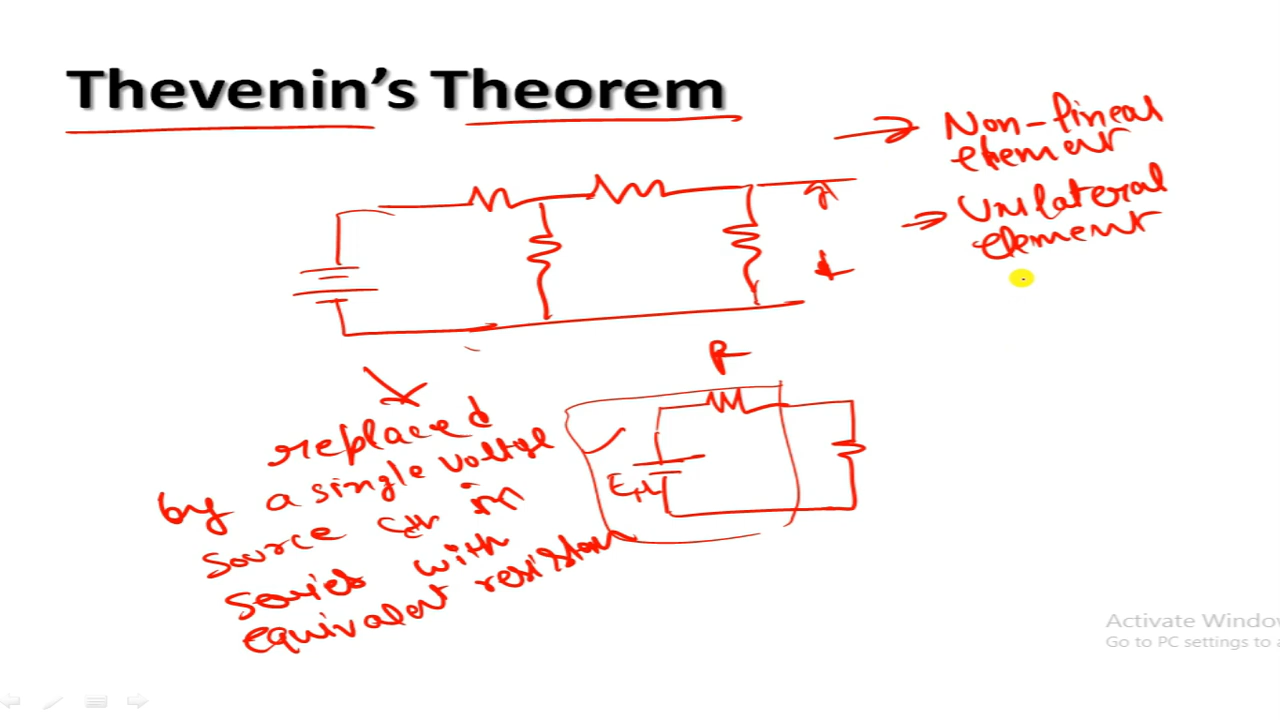 Thevenin's Theorem
Non-linear
element
Unilateral
element
R
replaced
by a single voltage
source Eth in
series with
equivalent resistance
Eth
Activate Windo
Go to PC settings to a